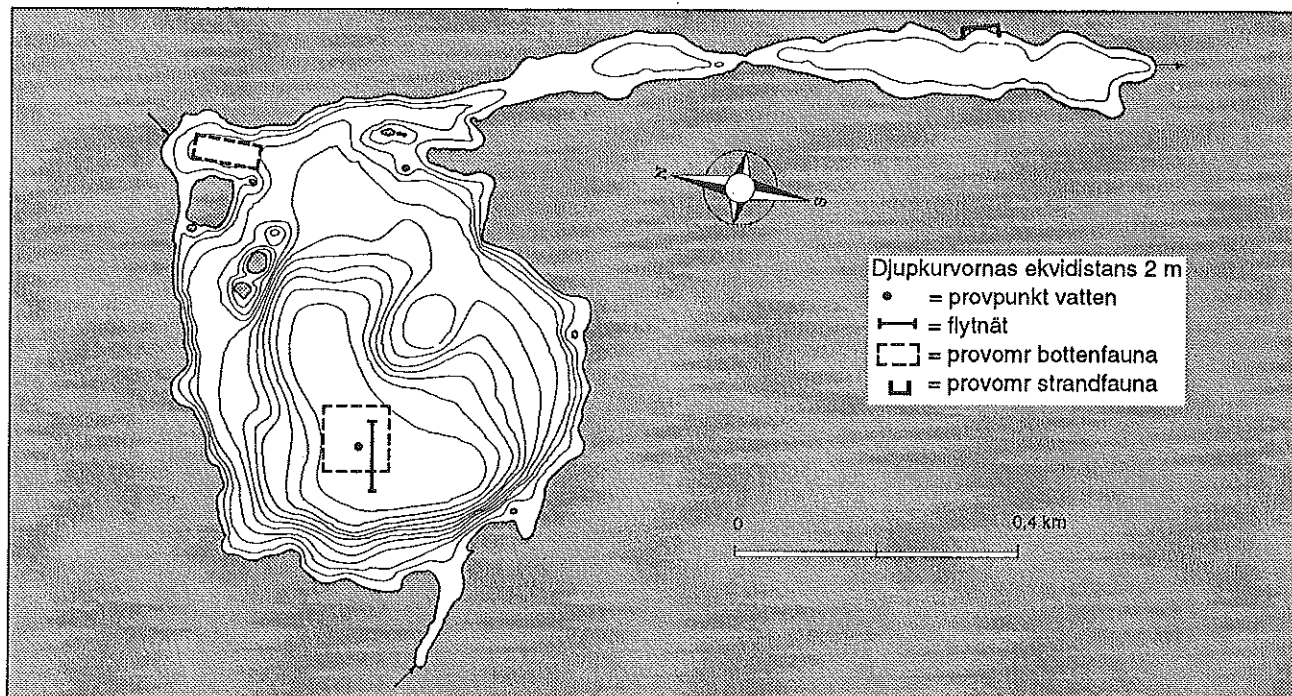 N
S
Djupkurvornas ekvidistans 2 m
= provpunkt vatten
= flytnät
= provomr bottenfauna
= provomr strandfauna
0
0,4 km